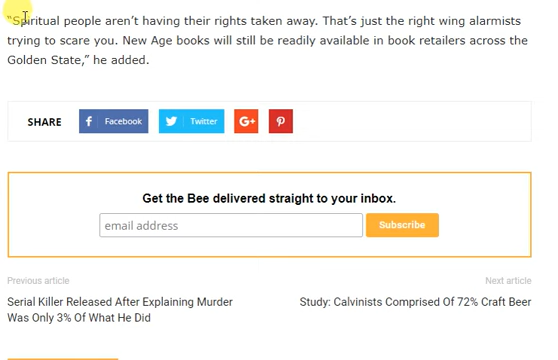 “Spiritual people aren’t having their rights taken away. That’s just the right wing alarmists
trying to scare you. New Age books will still be readily available in book retailers across the
Golden State,” he added.
SHARE
Facebook
Twitter
G+
Get the Bee delivered straight to your inbox.
email address
Subscribe
Previous article
Next article
Serial Killer Released After Explaining Murder
Was Only 3% Of What He Did
Study: Calvinists Comprised Of 72% Craft Beer